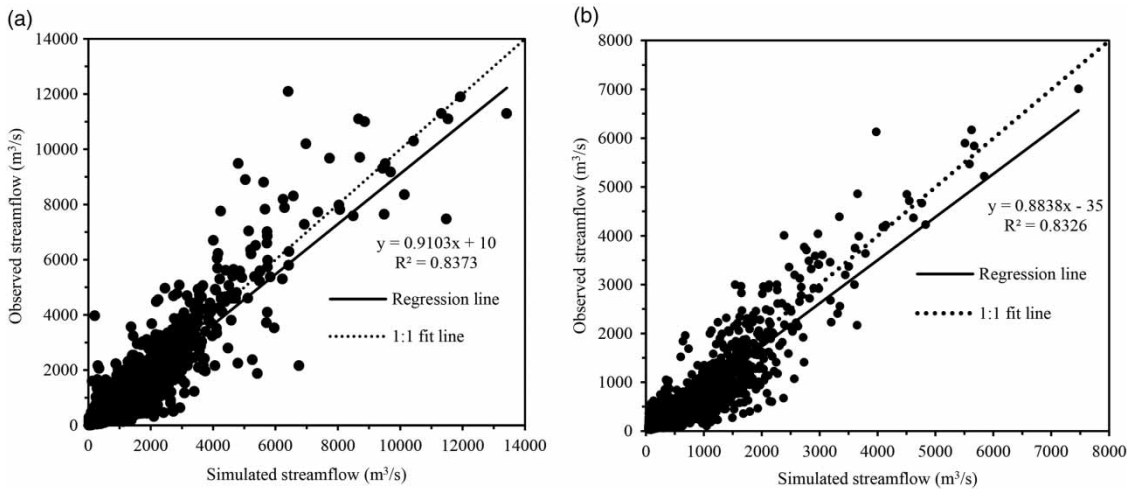 (a)
14000
12000
10000
8000
6000
4000
2000
0
Observed streamflow (m³/s)
y = 0.9103x + 10
R² = 0.8373
Regression line
1:1 fit line
0 2000 4000 6000 8000 10000 12000 14000
Simulated streamflow (m³/s)
(b)
8000
7000
6000
5000
4000
3000
2000
1000
0
Observed streamflow (m³/s)
y = 0.8838x - 35
R² = 0.8326
Regression line
1:1 fit line
0 1000 2000 3000 4000 5000 6000 7000 8000
Simulated streamflow (m³/s)